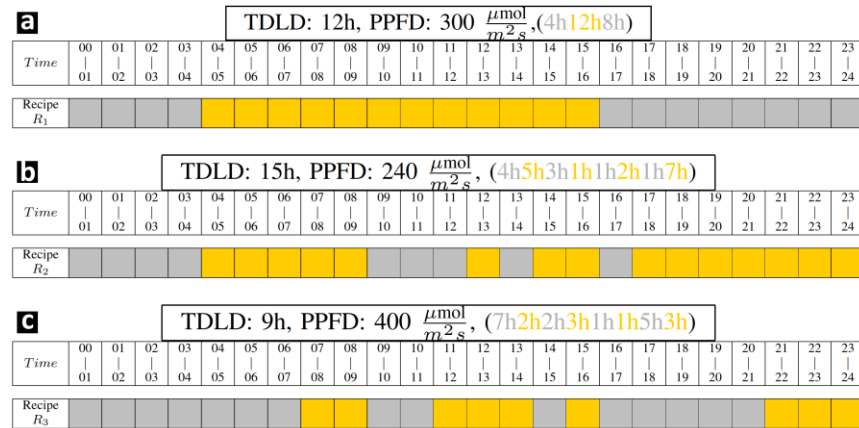 a
TDLD: 12h, PPFD: 300 μmol/m²s,(4h12h8h)
00 01 02 03 04 05 06 07 08 09 10 11 12 13 14 15 16 17 18 19 20 21 22 23
Time | | | | | | | | | | | | | | | | | | | | | | | |
01 02 03 04 05 06 07 08 09 10 11 12 13 14 15 16 17 18 19 20 21 22 23 24
Recipe
R₁
b
TDLD: 15h, PPFD: 240 μmol/m²s, (4h5h3h1h1h2h1h7h)
00 01 02 03 04 05 06 07 08 09 10 11 12 13 14 15 16 17 18 19 20 21 22 23
Time | | | | | | | | | | | | | | | | | | | | | | | |
01 02 03 04 05 06 07 08 09 10 11 12 13 14 15 16 17 18 19 20 21 22 23 24
Recipe
R₂
c
TDLD: 9h, PPFD: 400 μmol/m²s, (7h2h2h3h1h1h5h3h)
00 01 02 03 04 05 06 07 08 09 10 11 12 13 14 15 16 17 18 19 20 21 22 23
Time | | | | | | | | | | | | | | | | | | | | | | | |
01 02 03 04 05 06 07 08 09 10 11 12 13 14 15 16 17 18 19 20 21 22 23 24
Recipe
R₃